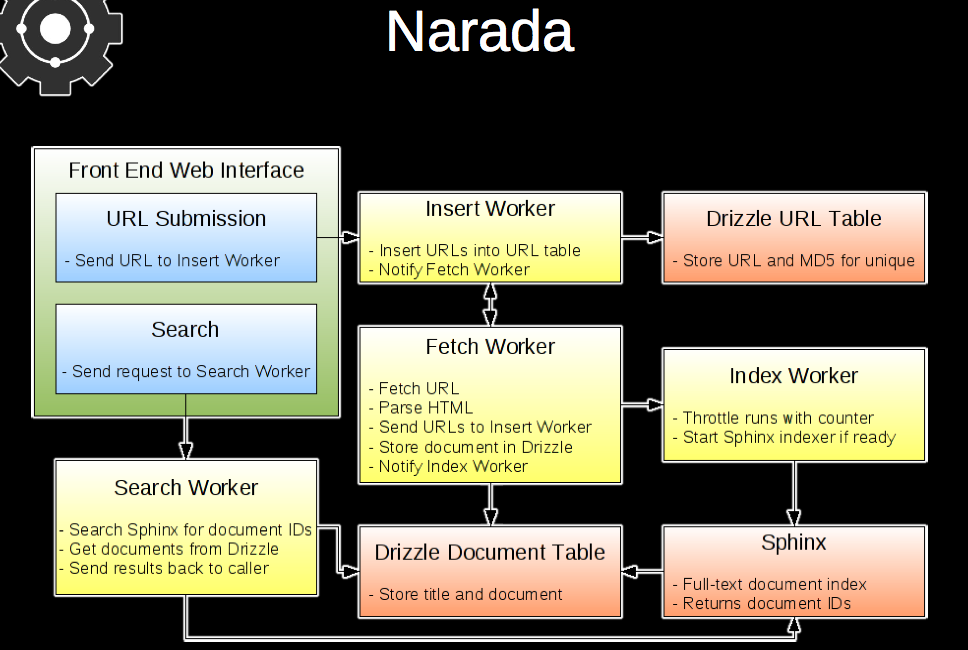 Narada
Front End Web Interface
URL Submission
- Send URL to Insert Worker
Search
- Send request to Search Worker
Insert Worker
- Insert URLs into URL table
- Notify Fetch Worker
Drizzle URL Table
- Store URL and MD5 for unique
Fetch Worker
- Fetch URL
- Parse HTML
- Send URLs to Insert Worker
- Store document in Drizzle
- Notify Index Worker
Index Worker
- Throttle runs with counter
- Start Sphinx indexer if ready
Search Worker
- Search Sphinx for document IDs
- Get documents from Drizzle
- Send results back to caller
Drizzle Document Table
- Store title and document
Sphinx
- Full-text document index
- Returns document IDs